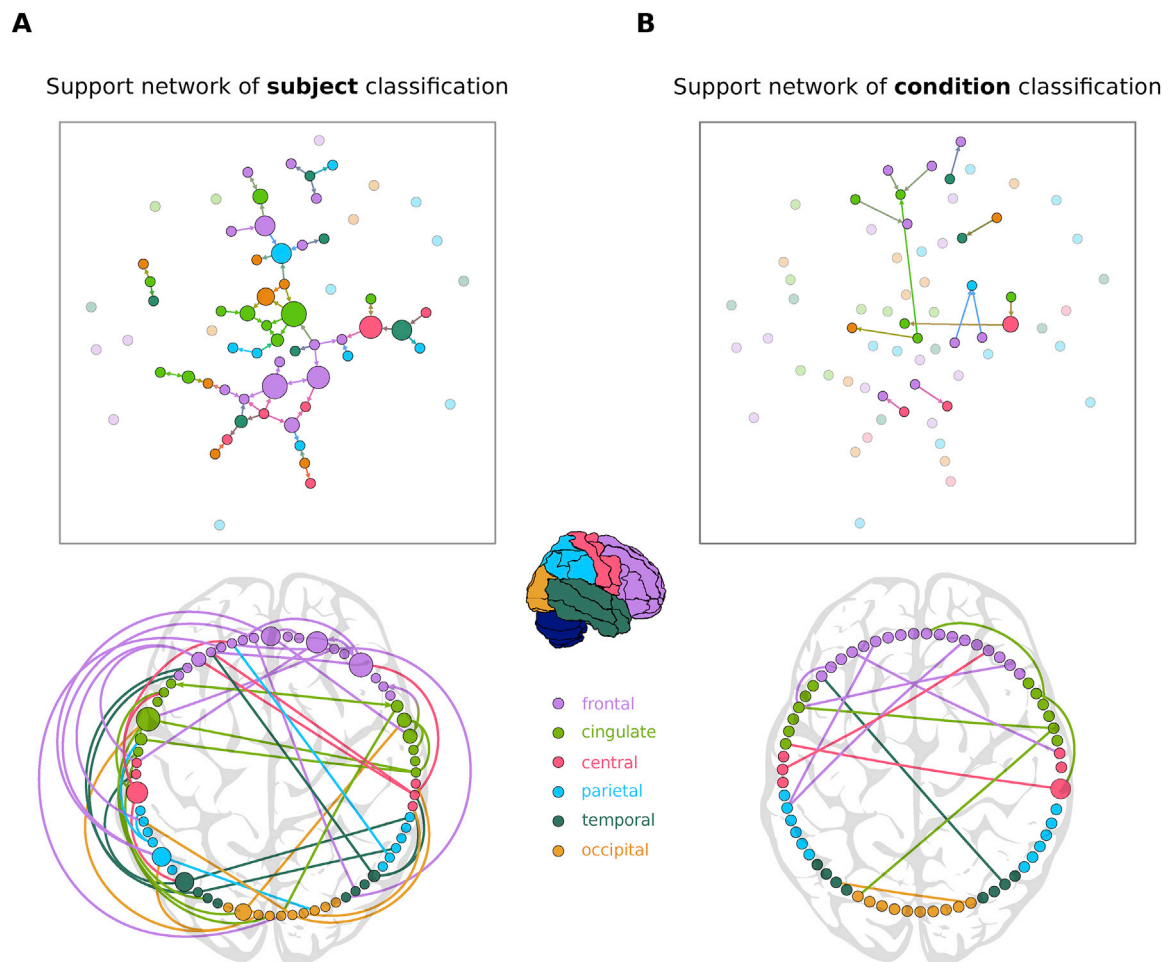 A
B
Support network of subject classification
Support network of condition classification
frontal
cingulate
central
parietal
temporal
occipital